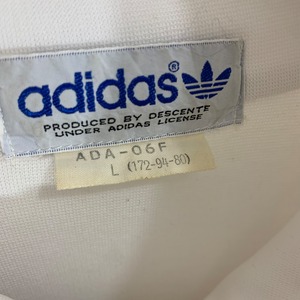 adidas®
PRODUCED BY DESCENTE
UNDER ADIDAS LICENSE
ADA-06F
L (172-94-80)